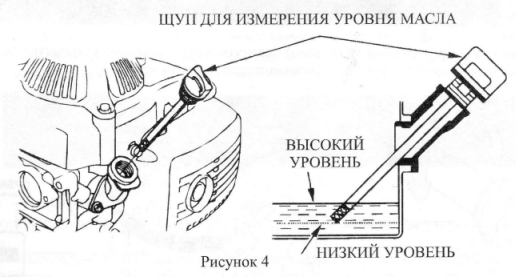 ЩУП ДЛЯ ИЗМЕРЕНИЯ УРОВНЯ МАСЛА
ВЫСОКИЙ
УРОВЕНЬ
НИЗКИЙ УРОВЕНЬ
Рисунок 4